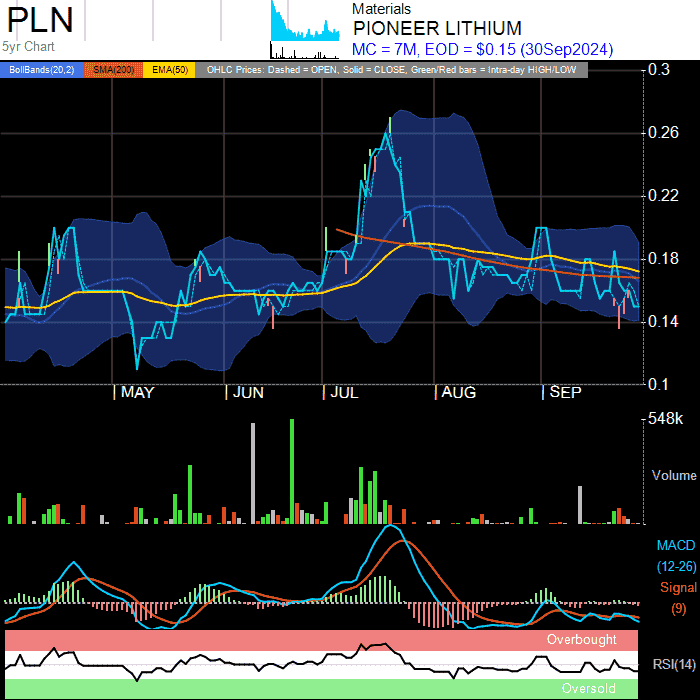 PLN
5yr Chart
Materials
PIONEER LITHIUM
MC = 7M, EOD = $0.15 (30Sep2024)
BollBands(20,2) SMA(200) EMA(50) OHLC Prices: Dashed = OPEN, Solid = CLOSE, Green/Red bars = Intra-day HIGH/LOW
0.3
0.26
0.22
0.18
0.14
0.1
MAY JUN JUL AUG SEP
548k
Volume
MACD
(12-26)
Signal
(9)
Overbought
RSI(14)
Oversold